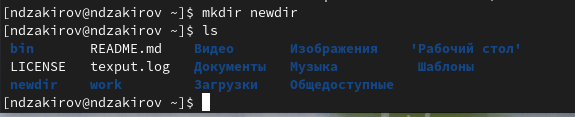 [ndzakirov@ndzakirov ~]$ mkdir newdir
[ndzakirov@ndzakirov ~]$ ls
bin README.md Видео Изображения 'Рабочий стол'
LICENSE texput.log Документы Музыка Шаблоны
newdir work Загрузки Общедоступные
[ndzakirov@ndzakirov ~]$